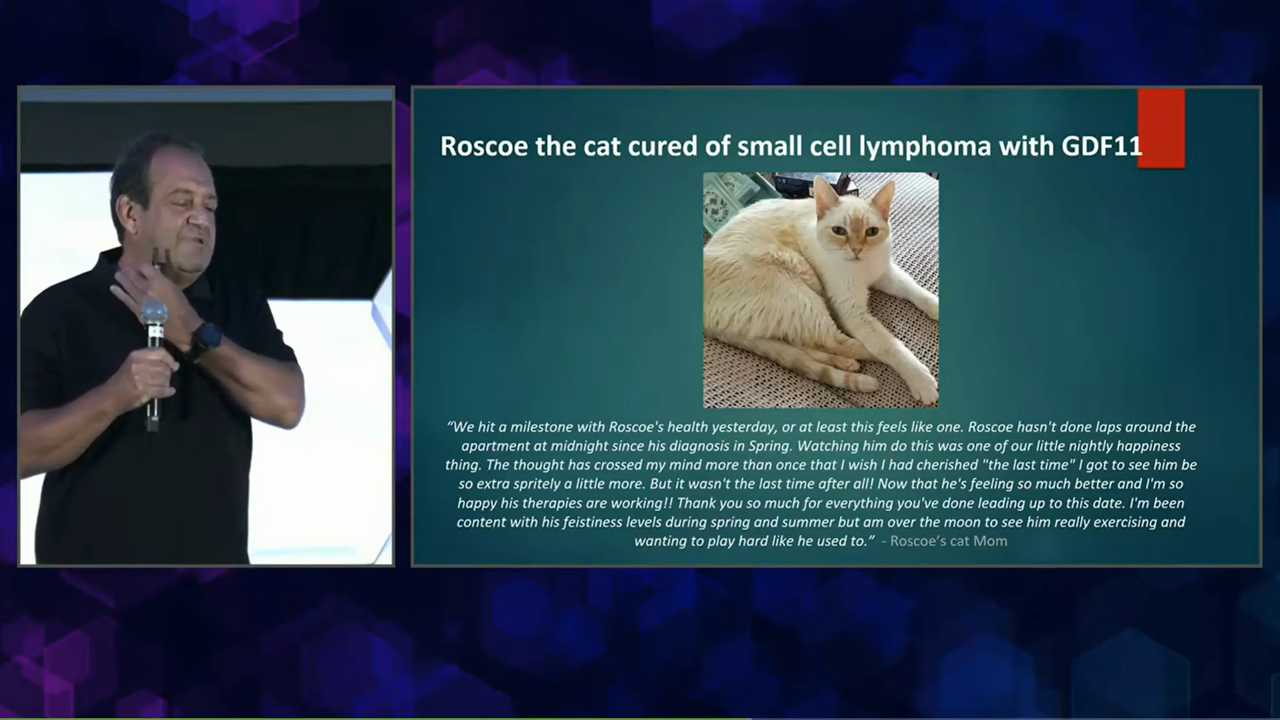 Roscoe the cat cured of small cell lymphoma with GDF11
“We hit a milestone with Roscoe's health yesterday, or at least this feels like one. Roscoe hasn't done laps around the
apartment at midnight since his diagnosis in Spring. Watching him do this was one of our little nightly happiness
thing. The thought has crossed my mind more than once that I wish I had cherished "the last time" I got to see him be
so extra spritely a little more. But it wasn't the last time after all! Now that he's feeling so much better and I'm so
happy his therapies are working!! Thank you so much for everything you've done leading up to this date. I'm been
content with his feistiness levels during spring and summer but am over the moon to see him really exercising and
wanting to play hard like he used to.” - Roscoe’s cat Mom